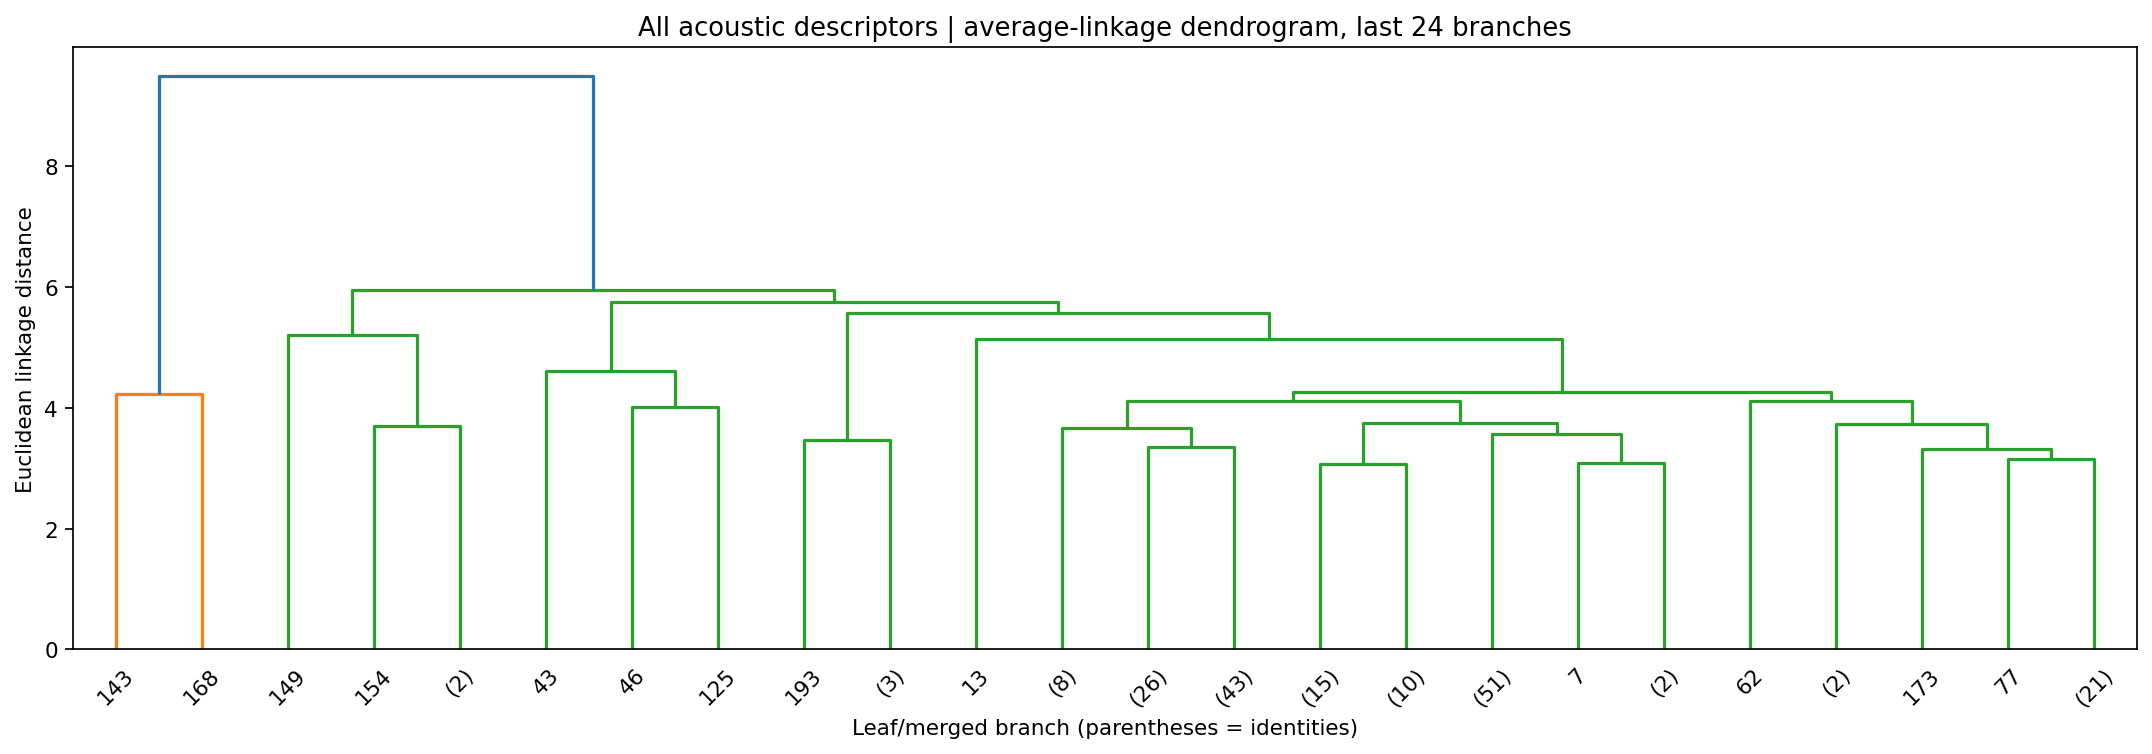 All acoustic descriptors | average-linkage dendrogram, last 24 branches
Euclidean linkage distance
8
6
4
2
0
143 168 149 154 (2) 43 46 125 193 (3) 13 (8) (26) (43) (15) (10) (51) 7 (2) 62 (2) 173 77 (21)
Leaf/merged branch (parentheses = identities)